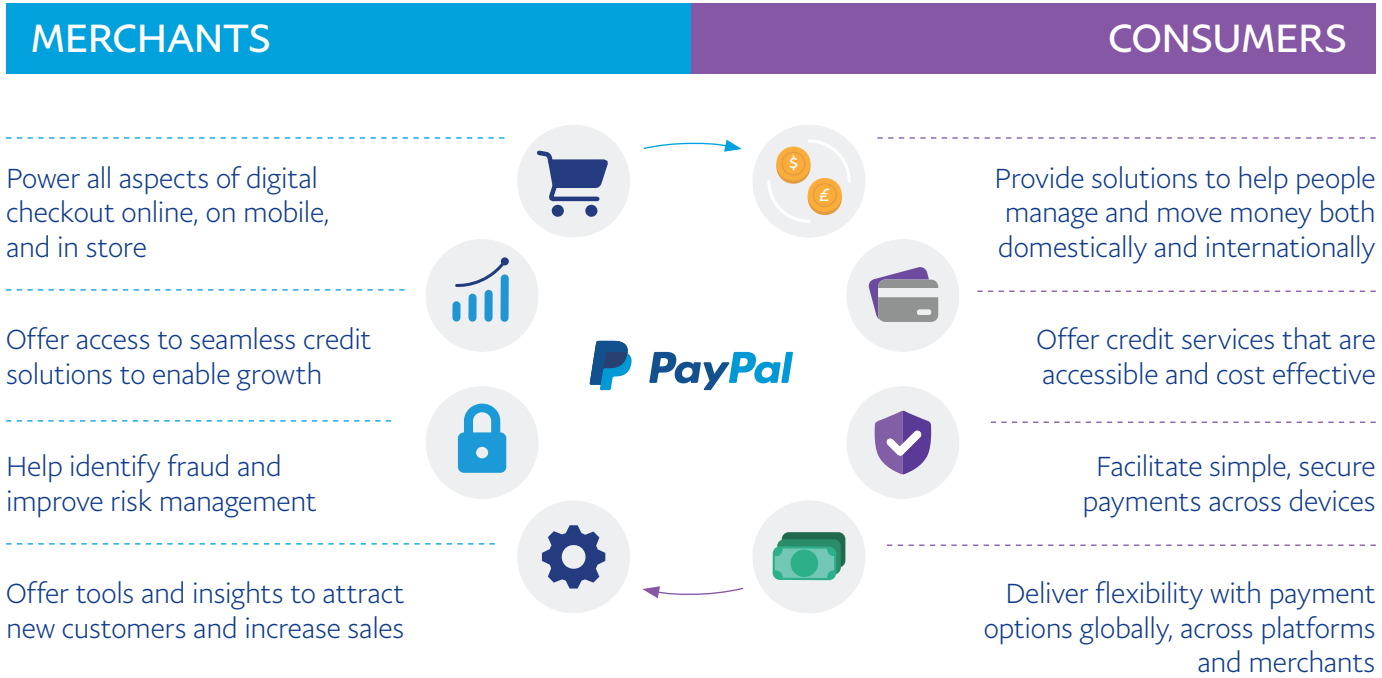 MERCHANTS
CONSUMERS
Power all aspects of digital
checkout online, on mobile,
and in store
Offer access to seamless credit
solutions to enable growth
Help identify fraud and
improve risk management
Offer tools and insights to attract
new customers and increase sales
$
£
PayPal
Provide solutions to help people
manage and move money both
domestically and internationally
Offer credit services that are
accessible and cost effective
Facilitate simple, secure
payments across devices
Deliver flexibility with payment
options globally, across platforms
and merchants